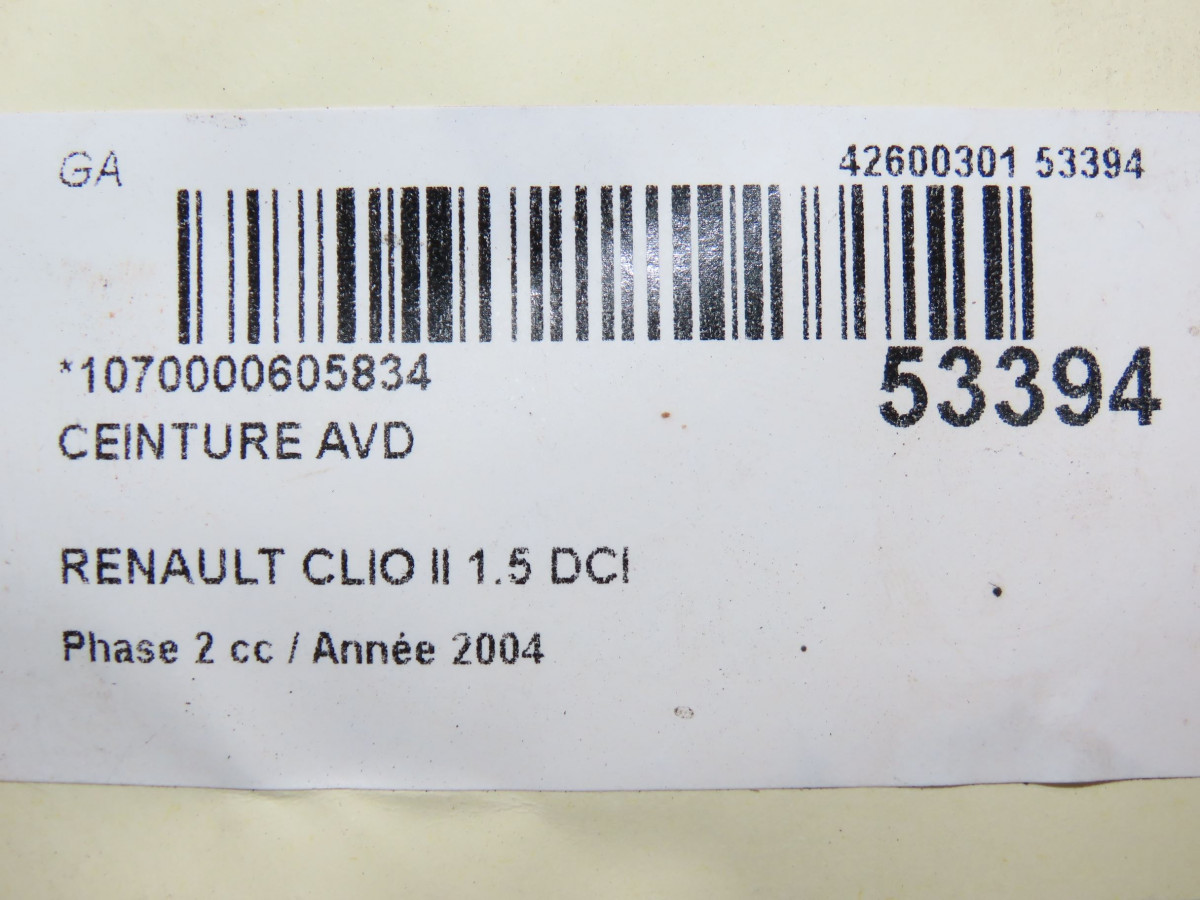 GA
42600301 53394
*1070000605834
53394
CEINTURE AVD
RENAULT CLIO II 1.5 DCI
Phase 2 cc / Année 2004